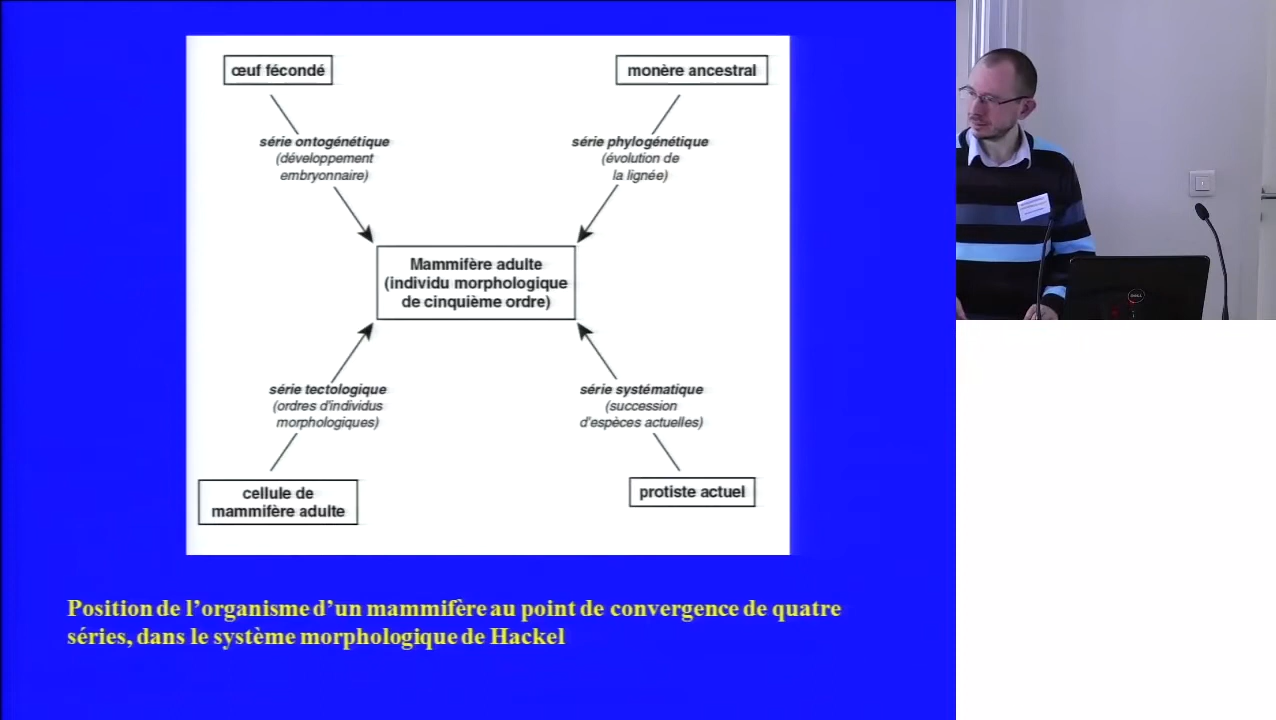 œuf fécondé
monère ancestral
série ontogénétique
(développement
embryonnaire)
série phylogénétique
(évolution de
la lignée)
Mammifère adulte
(individu morphologique
de cinquième ordre)
série tectologique
(ordres d'individus
morphologiques)
série systématique
(succession
d'espèces actuelles)
cellule de
mammifère adulte
protiste actuel
Position de l'organisme d'un mammifère au point de convergence de quatre
séries, dans le système morphologique de Hackel
DELL